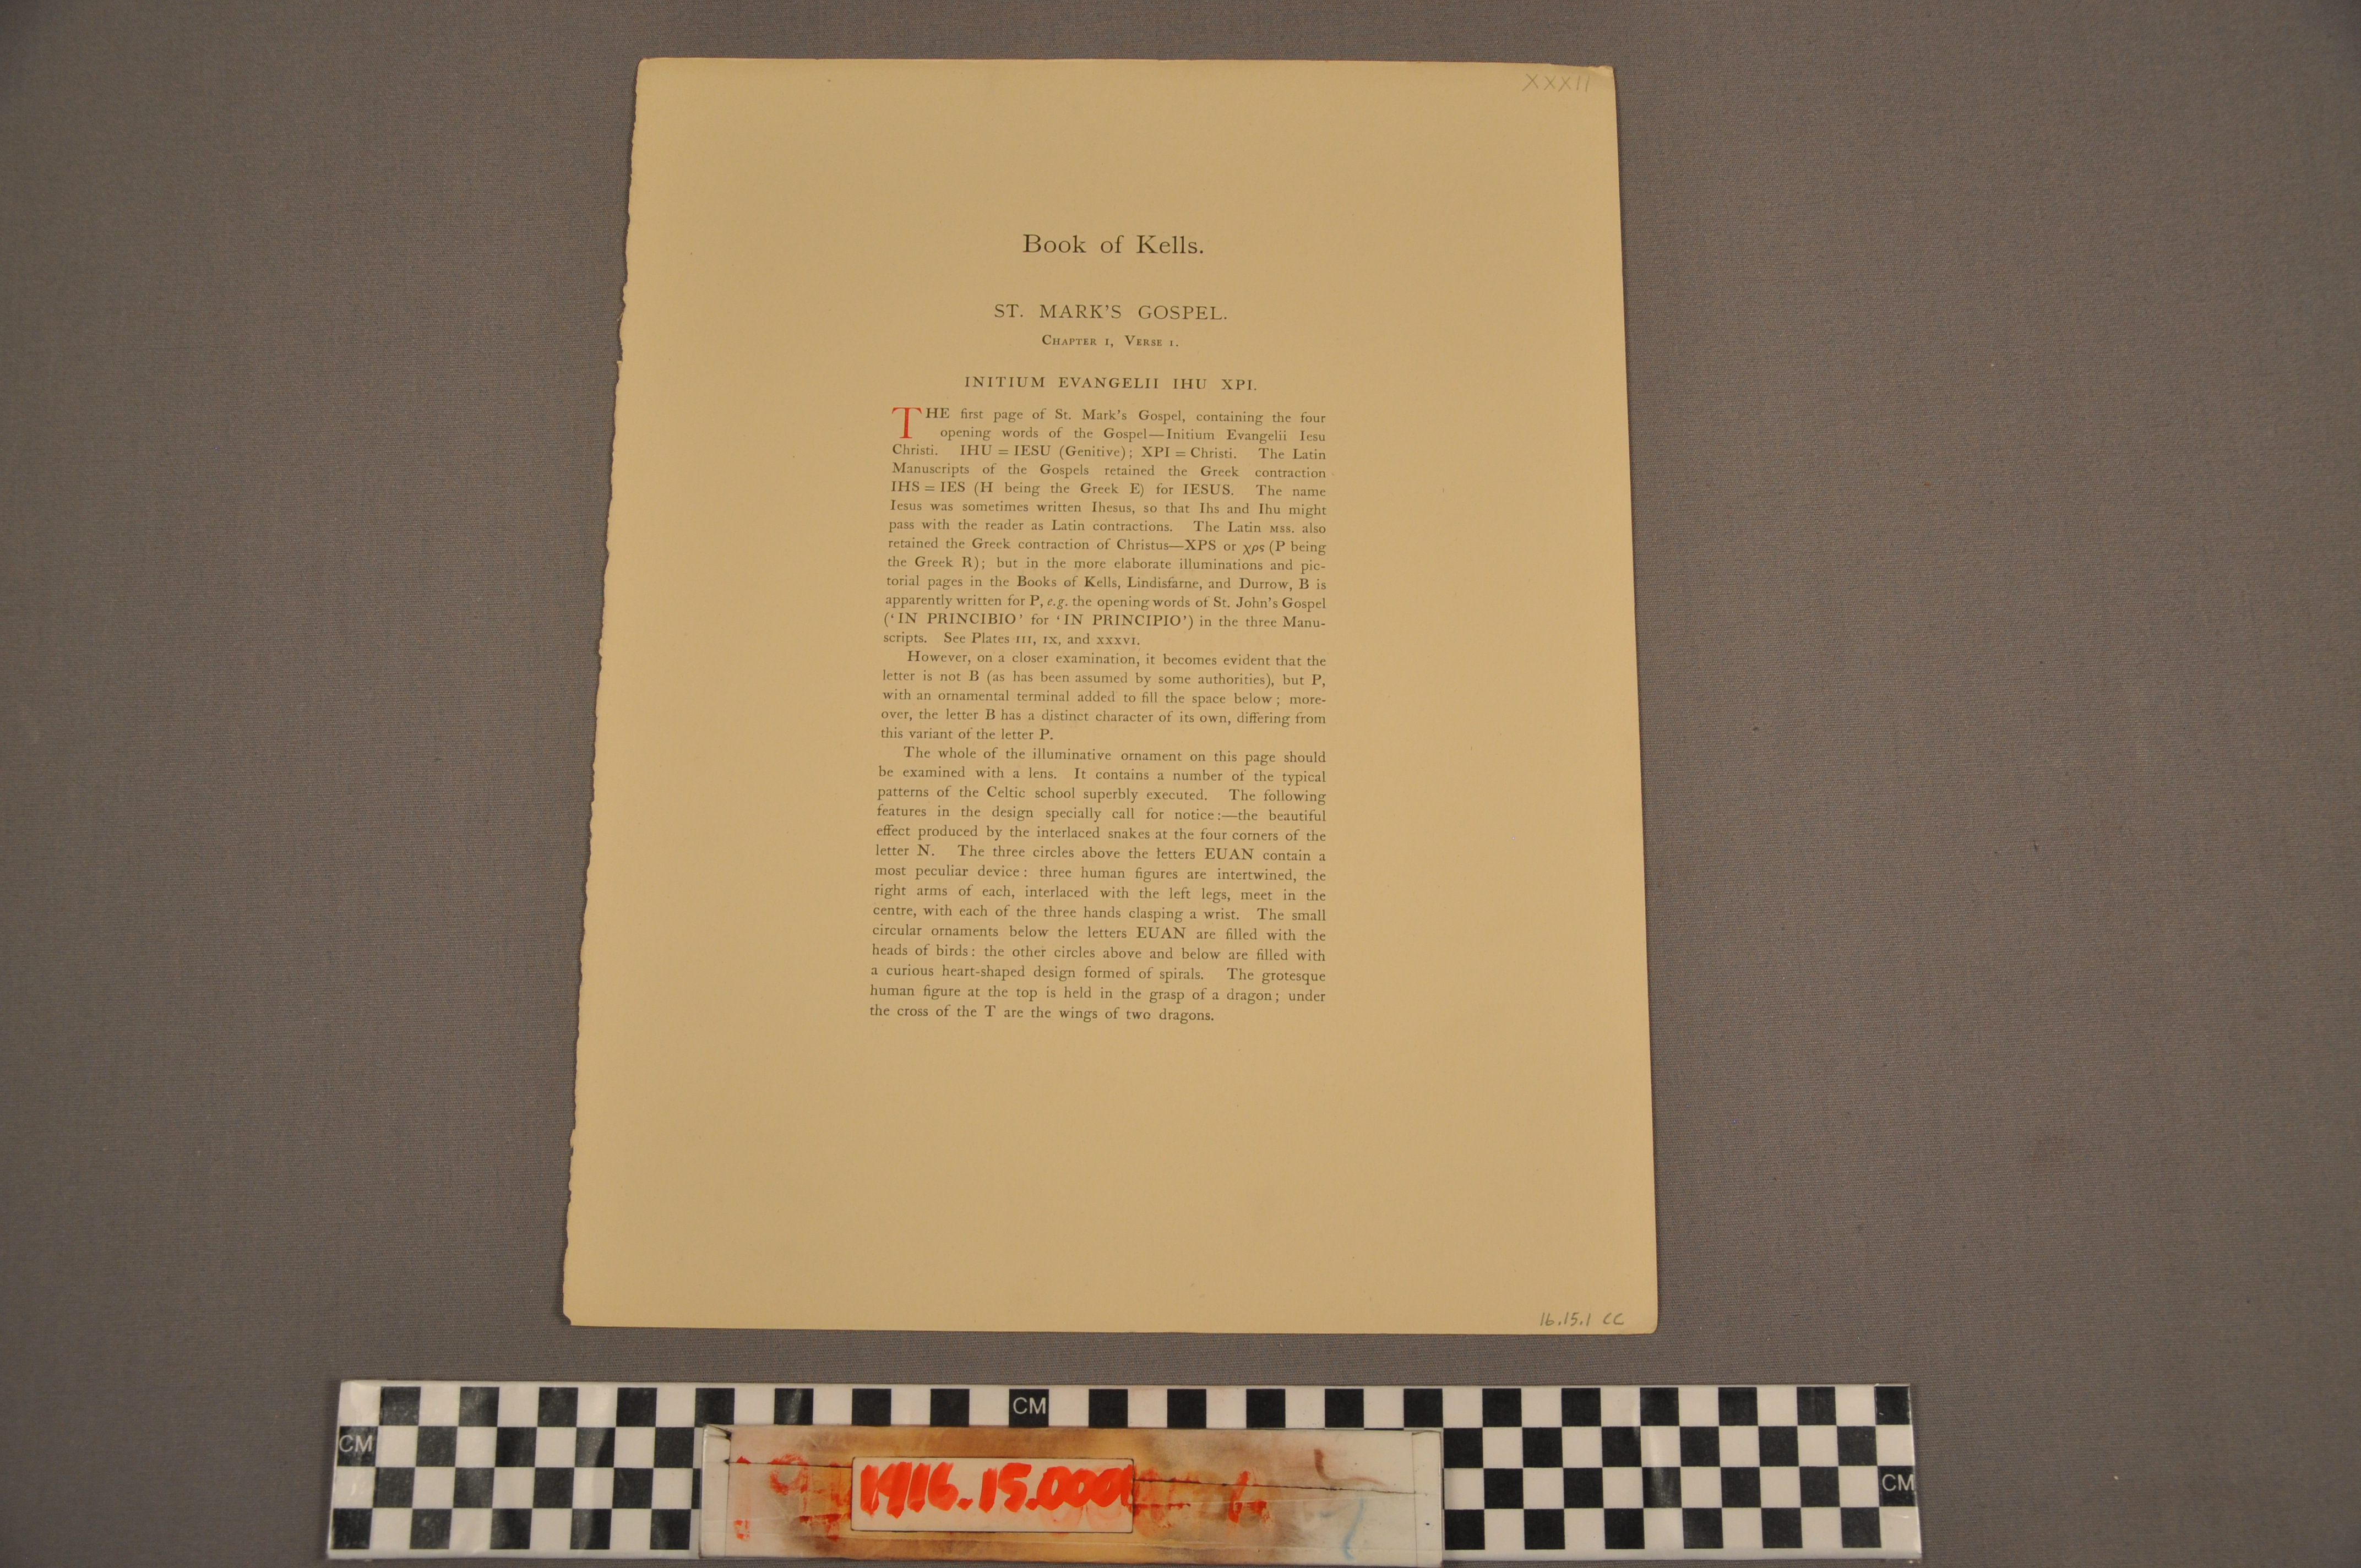 XXXII
Book of Kells.
ST. MARK'S GOSPEL.
CHAPTER I, VERSE I.
INITIUM EVANGELII IHU XPI.
THE first page of St. Mark's Gospel, containing the four
opening words of the Gospel—Initium Evangelii Iesu
Christi. IHU = IESU (Genitive); XPI = Christi. The Latin
Manuscripts of the Gospels retained the Greek contraction
IHS = IES (H being the Greek E) for IESUS. The name
Iesus was sometimes written Ihesus, so that Ihs and Ihu might
pass with the reader as Latin contractions. The Latin MSS. also
retained the Greek contraction of Christus—XPS or χρς (P being
the Greek R); but in the more elaborate illuminations and pic-
torial pages in the Books of Kells, Lindisfarne, and Durrow, B is
apparently written for P, e.g. the opening words of St. John's Gospel
('IN PRINCIBIO' for 'IN PRINCIPIO') in the three Manu-
scripts. See Plates III, IX, and XXXVI.
However, on a closer examination, it becomes evident that the
letter is not B (as has been assumed by some authorities), but P,
with an ornamental terminal added to fill the space below; more-
over, the letter B has a distinct character of its own, differing from
this variant of the letter P.
The whole of the illuminative ornament on this page should
be examined with a lens. It contains a number of the typical
patterns of the Celtic school superbly executed. The following
features in the design specially call for notice:—the beautiful
effect produced by the interlaced snakes at the four corners of the
letter N. The three circles above the letters EUAN contain a
most peculiar device: three human figures are intertwined, the
right arms of each, interlaced with the left legs, meet in the
centre, with each of the three hands clasping a wrist. The small
circular ornaments below the letters EUAN are filled with the
heads of birds: the other circles above and below are filled with
a curious heart-shaped design formed of spirals. The grotesque
human figure at the top is held in the grasp of a dragon; under
the cross of the T are the wings of two dragons.
16.15.1 CC
CM
CM
CM
1916.15.0001